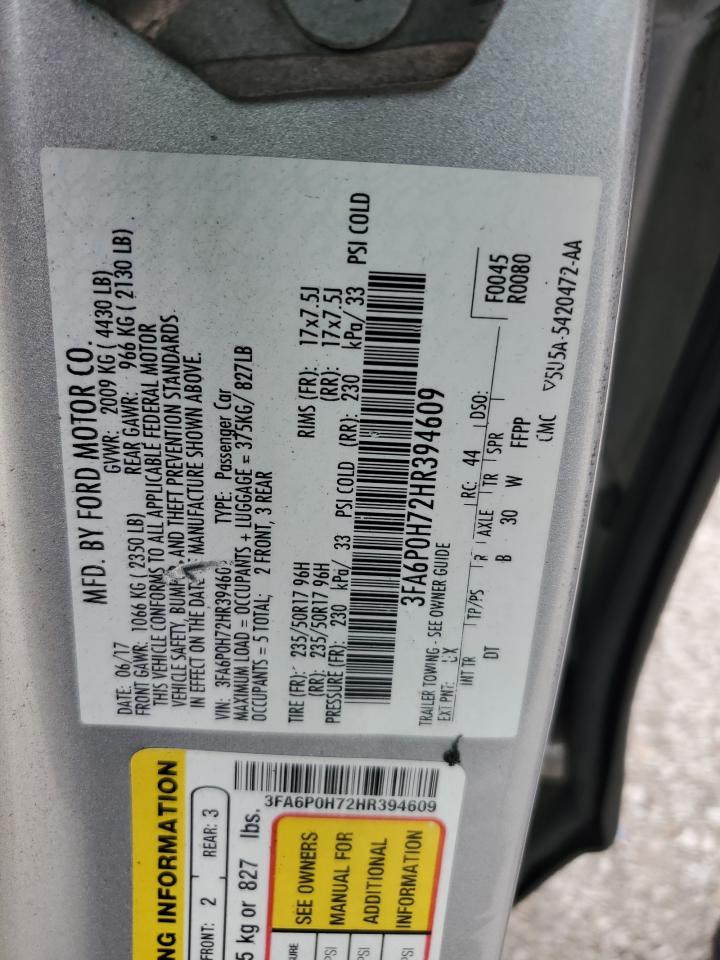 MFD. BY FORD MOTOR CO.
DATE: 06/17 GVWR: 2009 KG ( 4430 LB)
FRONT GAWR: 1066 KG ( 2350 LB) REAR GAWR: 966 KG ( 2130 LB)
THIS VEHICLE CONFORMS TO ALL APPLICABLE FEDERAL MOTOR
VEHICLE SAFETY, AND THEFT PREVENTION STANDARDS
IN EFFECT ON THE MANUFACTURE SHOWN ABOVE.
VIN: 3FA6P0H72HR394609 TYPE: Passenger Car
MAXIMUM LOAD = OCCUPANTS + LUGGAGE = 375KG/ 827LB
OCCUPANTS = 5 TOTAL; 2 FRONT, 3 REAR
TIRE (FR): 235/50R17 96H RIMS (FR): 17x7.5J
(RR): 235/50R17 96H (RR): 17x7.5J
PRESSURE (FR): 230 kPa/ 33 PSI COLD (RR): 230 kPa/ 33 PSI COLD
3FA6P0H72HR394609
TRAILER TOWING - SEE OWNER GUIDE
EXT PNT: UX RC: 44 DSO: F0045
INT TR TP/PS R AXLE TR SPR R0080
DT B 30 W FFPP
V5U5A-5420472-AA
3FA6P0H72HR394609
NG INFORMATION
FRONT: 2 REAR: 3
5 kg or 827 lbs.
SEE OWNERS
MANUAL FOR
ADDITIONAL
INFORMATION